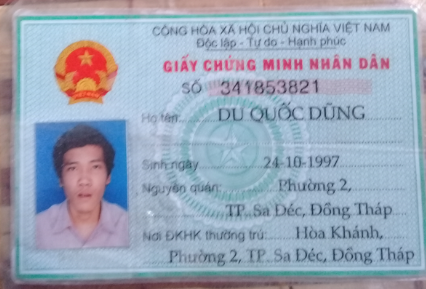 CỘNG HÒA XÃ HỘI CHỦ NGHĨA VIỆT NAM
Độc lập - Tự do - Hạnh phúc
GIẤY CHỨNG MINH NHÂN DÂN
SỐ 341853821
Họ tên: DU QUỐC DŨNG
Sinh ngày 24-10-1997
Nguyên quán: Phường 2,
TP. Sa Đéc, Đồng Tháp
Nơi ĐKHK thường trú: Hòa Khánh,
Phường 2, TP. Sa Đéc, Đồng Tháp